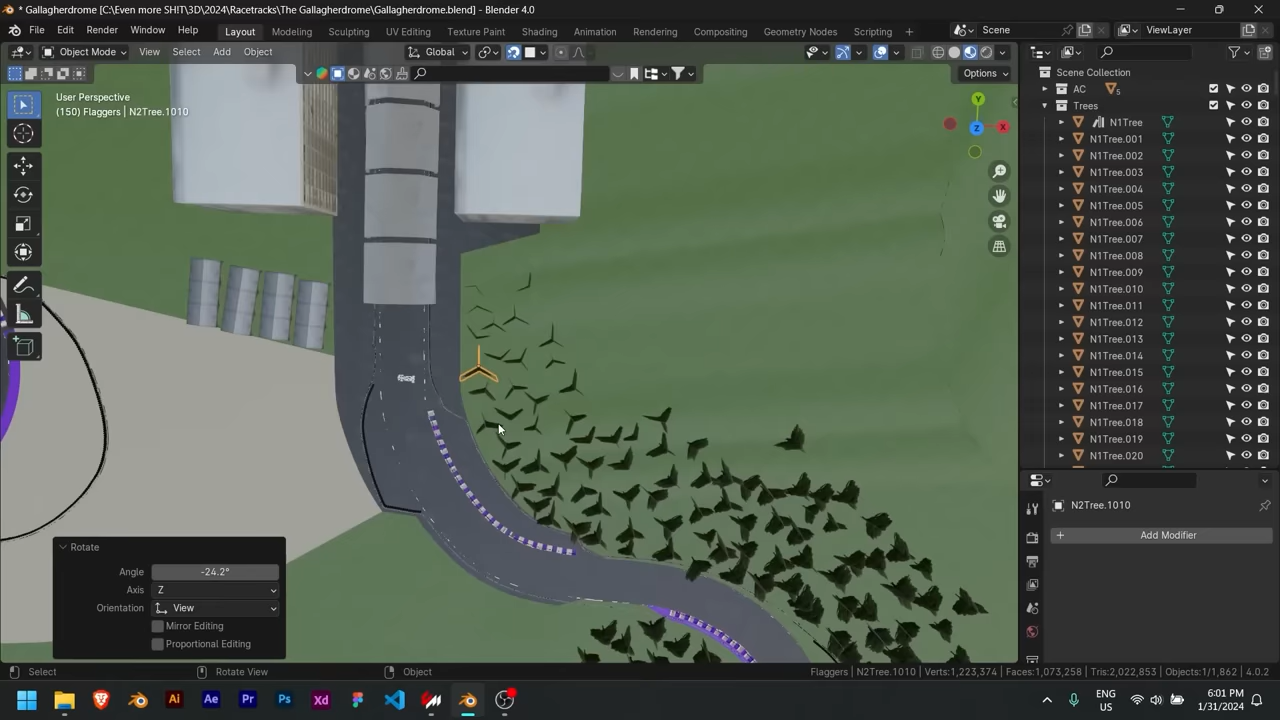 * Gallagherdrome [C:\Even more SH!T\3D\2024\Racetracks\The Gallagherdrome\Gallagherdrome.blend] - Blender 4.0
File Edit Render Window Help Layout Modeling Sculpting UV Editing Texture Paint Shading Animation Rendering Compositing Geometry Nodes Scripting + Scene ViewLayer
Object Mode View Select Add Object Global
Options
User Perspective
(150) Flaggers | N2Tree.1010
Y
Z
X
Scene Collection
AC 5
Trees
N1Tree
N1Tree.001
N1Tree.002
N1Tree.003
N1Tree.004
N1Tree.005
N1Tree.006
N1Tree.007
N1Tree.008
N1Tree.009
N1Tree.010
N1Tree.011
N1Tree.012
N1Tree.013
N1Tree.014
N1Tree.015
N1Tree.016
N1Tree.017
N1Tree.018
N1Tree.019
N1Tree.020
N2Tree.1010
+ Add Modifier
Rotate
Angle -24.2°
Axis Z
Orientation View
Mirror Editing
Proportional Editing
Select Rotate View Object Flaggers | N2Tree.1010 | Verts:1,223,374 | Faces:1,073,258 | Tris:2,022,853 | Objects:1/1,862 | 4.0.2
Ai Ae Pr Ps Xd
ENG
US
6:01 PM
1/31/2024